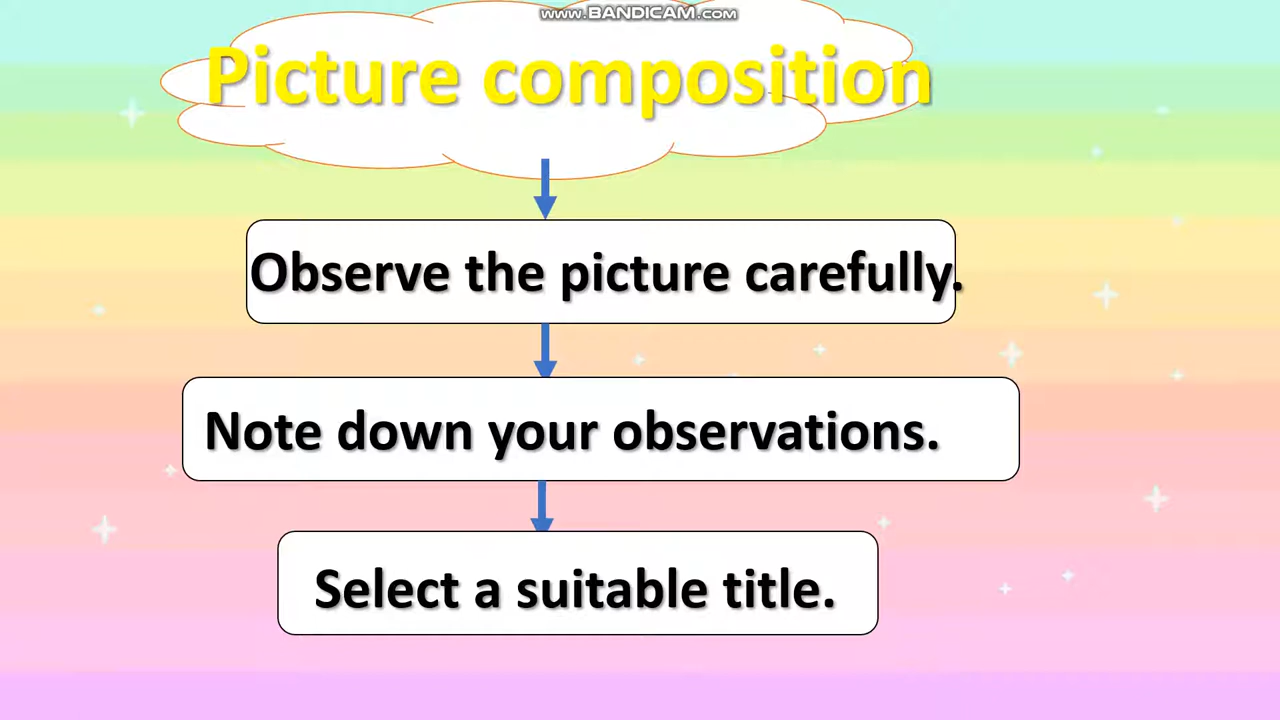 www.BANDICAM.com
Picture composition
Observe the picture carefully.
Note down your observations.
Select a suitable title.